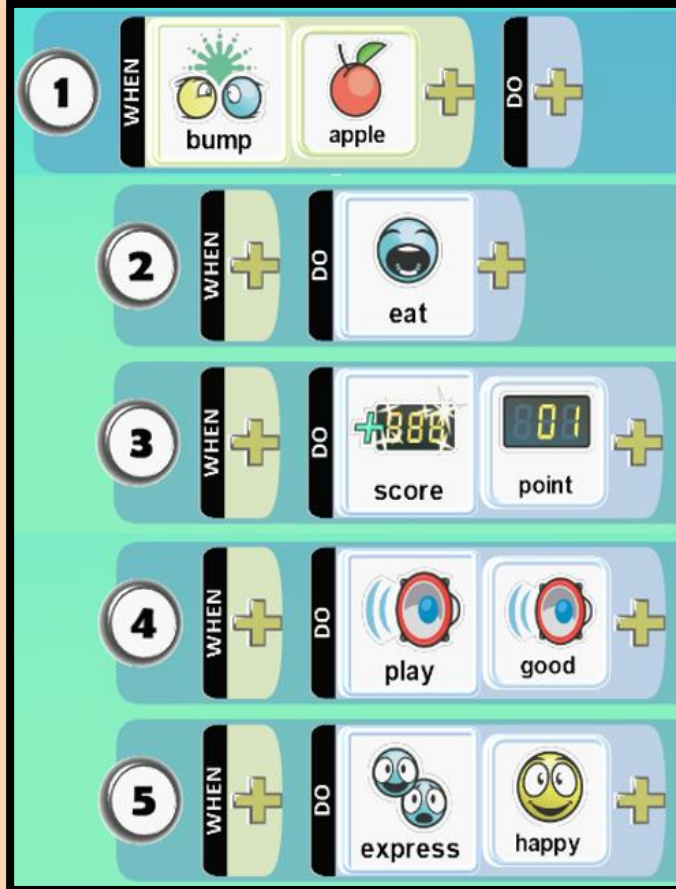 1 WHEN bump apple DO
2 WHEN DO eat
3 WHEN DO score 01 point
4 WHEN DO play good
5 WHEN DO express happy